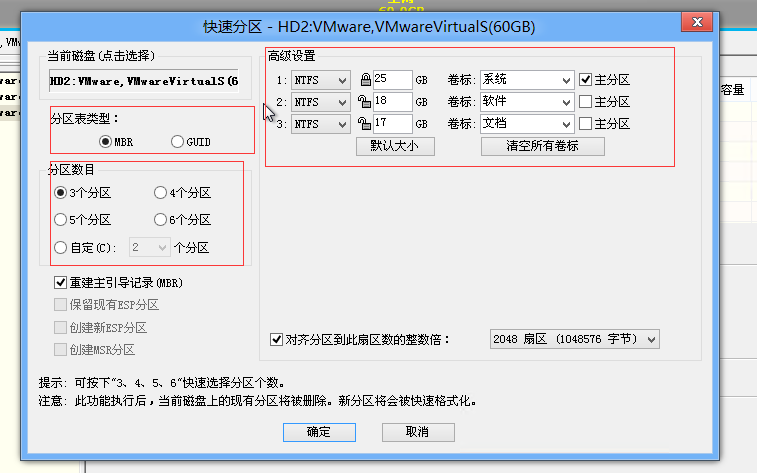 60.0GB
快速分区 - HD2:VMware,VMwareVirtualS(60GB)
当前磁盘(点击选择)
HD2:VMware,VMwareVirtualS(6
分区表类型：
MBR
GUID
分区数目
3个分区
4个分区
5个分区
6个分区
自定(C):
2
个分区
重建主引导记录(MBR)
保留现有ESP分区
创建新ESP分区
创建MSR分区
高级设置
1: NTFS 25 GB 卷标: 系统 主分区
2: NTFS 18 GB 卷标: 软件 主分区
3: NTFS 17 GB 卷标: 文档 主分区
默认大小
清空所有卷标
对齐分区到此扇区数的整数倍：
2048 扇区 (1048576 字节)
提示: 可按下"3、4、5、6"快速选择分区个数。
注意: 此功能执行后，当前磁盘上的现有分区将被删除。新分区将会被快速格式化。
确定
取消
容量